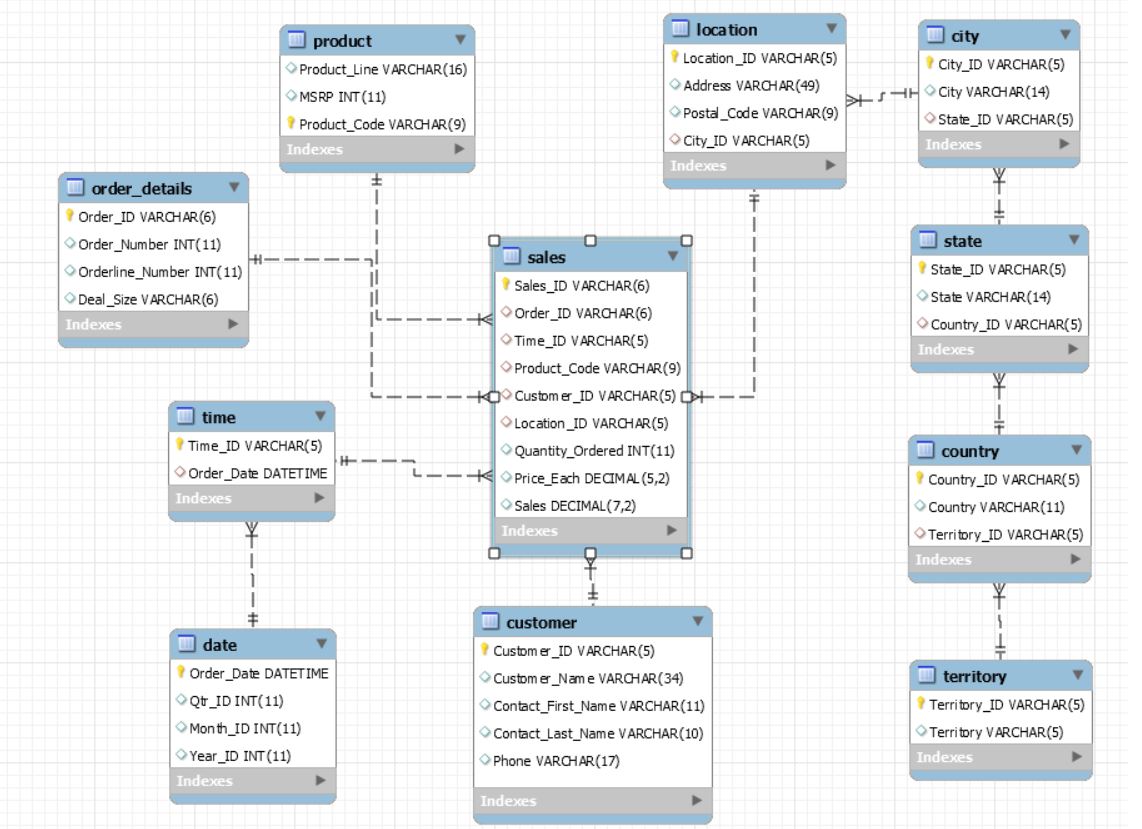 product
Product_Line VARCHAR(16)
MSRP INT(11)
Product_Code VARCHAR(9)
Indexes
location
Location_ID VARCHAR(5)
Address VARCHAR(49)
Postal_Code VARCHAR(9)
City_ID VARCHAR(5)
Indexes
city
City_ID VARCHAR(5)
City VARCHAR(14)
State_ID VARCHAR(5)
Indexes
order_details
Order_ID VARCHAR(6)
Order_Number INT(11)
Orderline_Number INT(11)
Deal_Size VARCHAR(6)
Indexes
sales
Sales_ID VARCHAR(6)
Order_ID VARCHAR(6)
Time_ID VARCHAR(5)
Product_Code VARCHAR(9)
Customer_ID VARCHAR(5)
Location_ID VARCHAR(5)
Quantity_Ordered INT(11)
Price_Each DECIMAL(5,2)
Sales DECIMAL(7,2)
Indexes
state
State_ID VARCHAR(5)
State VARCHAR(14)
Country_ID VARCHAR(5)
Indexes
time
Time_ID VARCHAR(5)
Order_Date DATETIME
Indexes
country
Country_ID VARCHAR(5)
Country VARCHAR(11)
Territory_ID VARCHAR(5)
Indexes
date
Order_Date DATETIME
Qtr_ID INT(11)
Month_ID INT(11)
Year_ID INT(11)
Indexes
customer
Customer_ID VARCHAR(5)
Customer_Name VARCHAR(34)
Contact_First_Name VARCHAR(11)
Contact_Last_Name VARCHAR(10)
Phone VARCHAR(17)
Indexes
territory
Territory_ID VARCHAR(5)
Territory VARCHAR(5)
Indexes